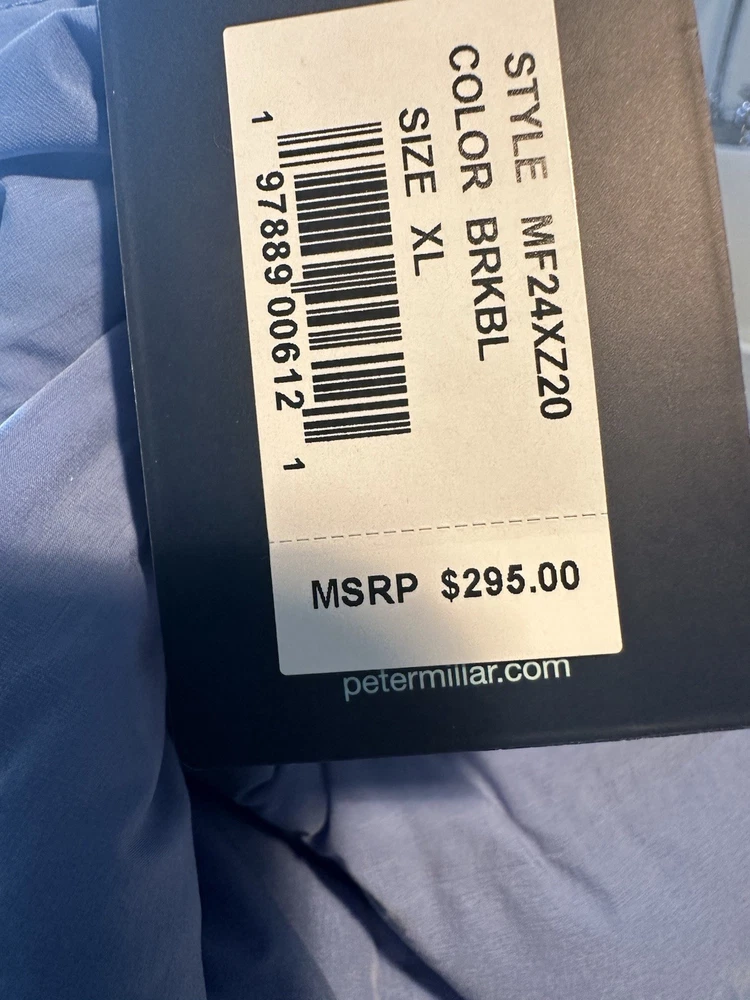 STYLE MF24XZ20
COLOR BRKBL
SIZE XL
1 97889 00612 1
MSRP $295.00
petermillar.com